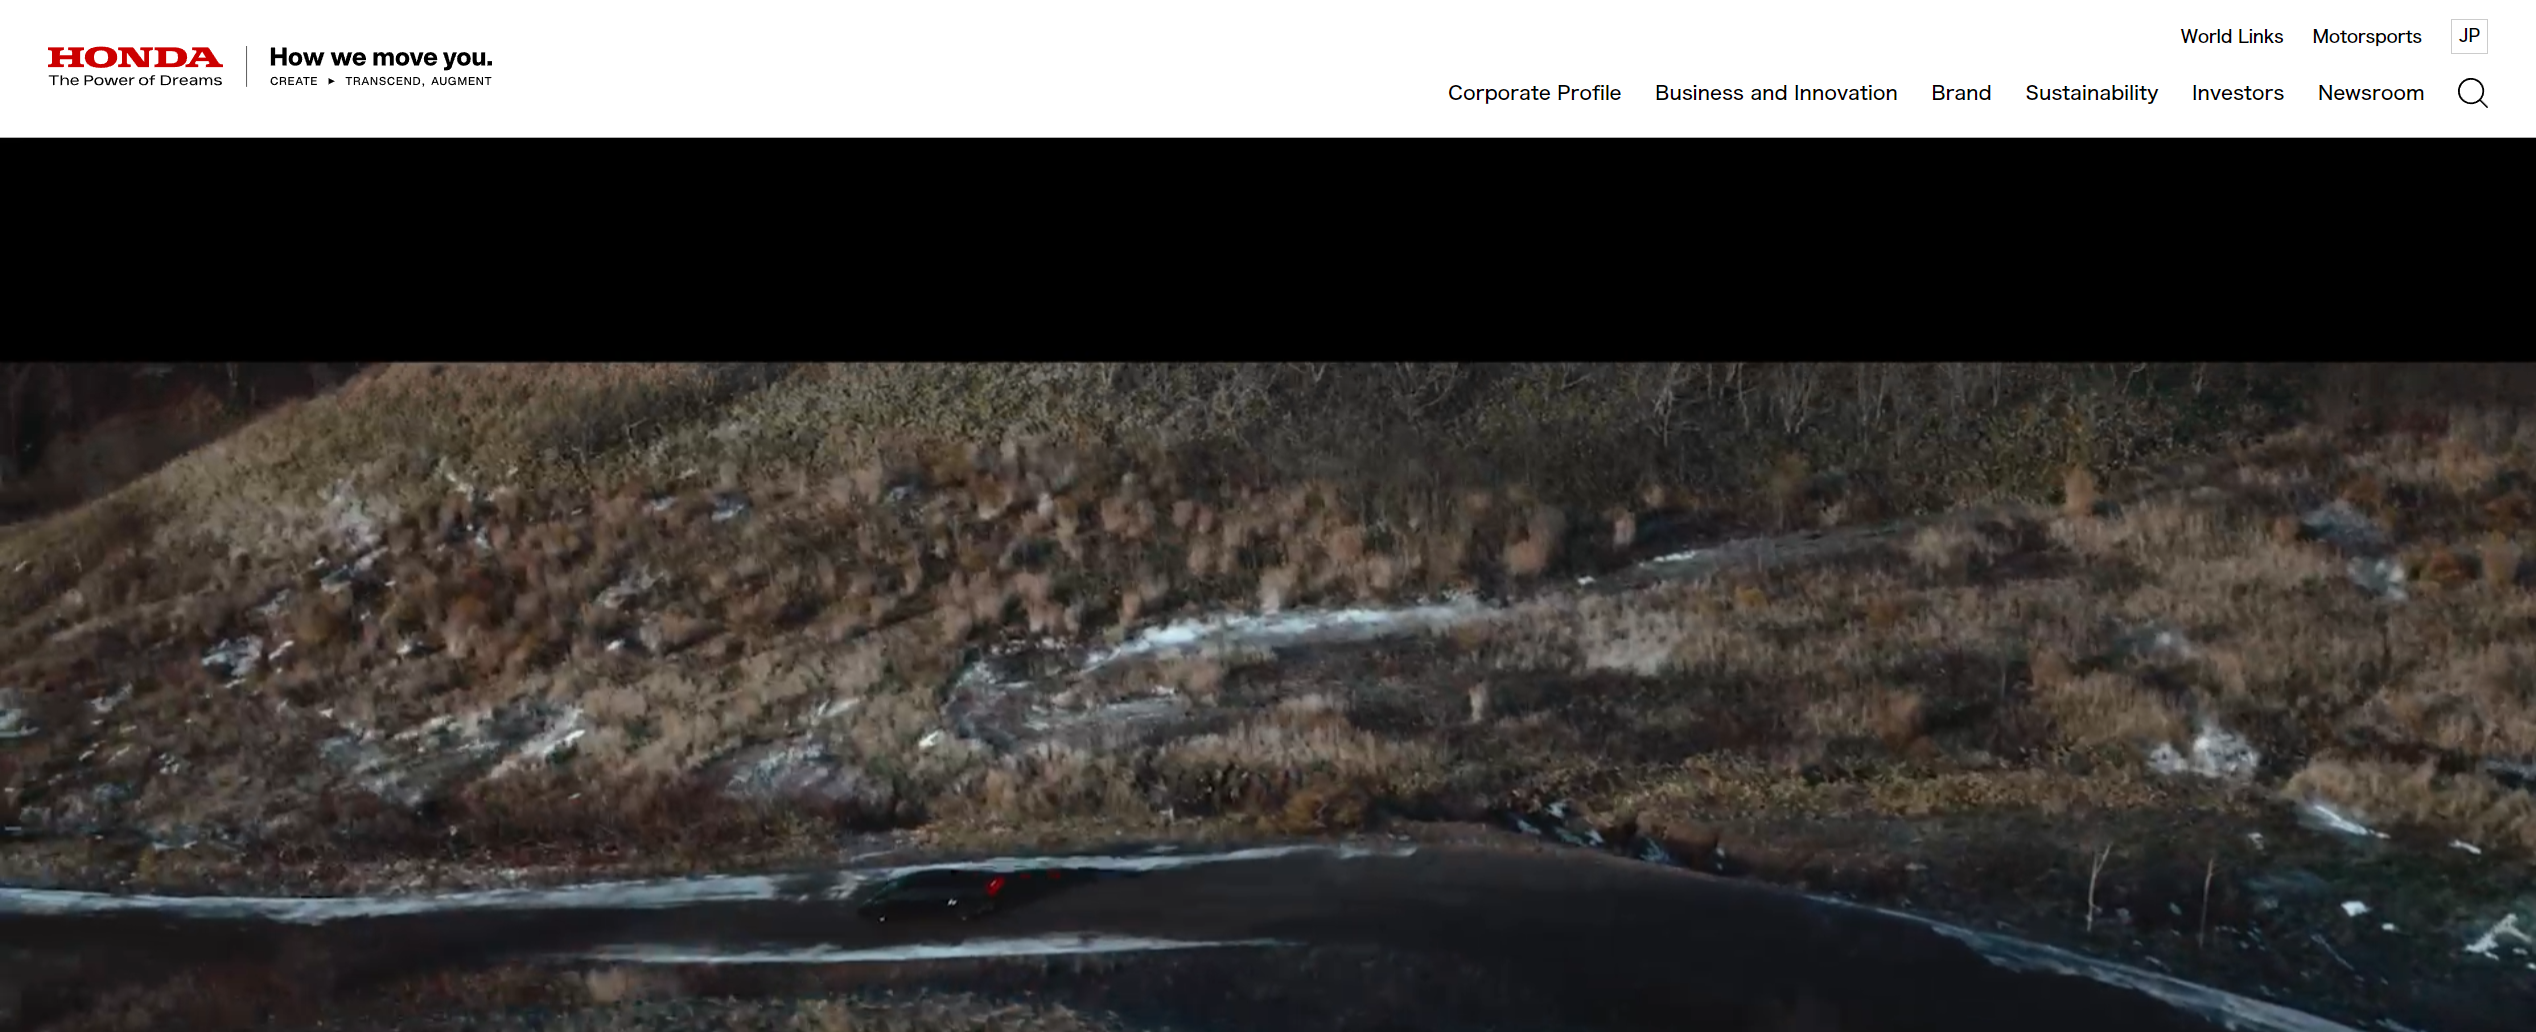 HONDA
The Power of Dreams
How we move you.
CREATE ▸ TRANSCEND, AUGMENT
World Links
Motorsports
JP
Corporate Profile
Business and Innovation
Brand
Sustainability
Investors
Newsroom